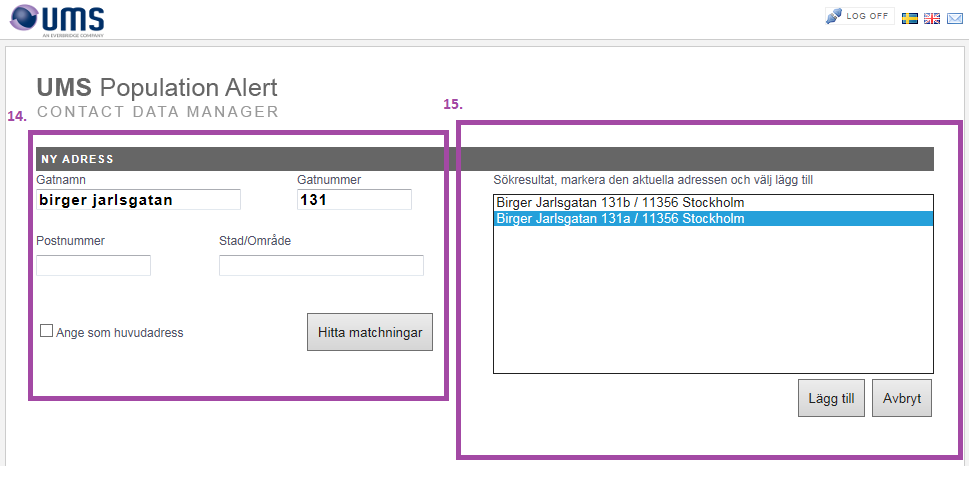 UMS
AN EVERBRIDGE COMPANY
LOG OFF
UMS Population Alert
CONTACT DATA MANAGER
14.
15.
NY ADRESS
Gatnamn
Gatnummer
birger jarlsgatan
131
Postnummer
Stad/Område
Ange som huvudadress
Hitta matchningar
Sökresultat, markera den aktuella adressen och välj lägg till
Birger Jarlsgatan 131b / 11356 Stockholm
Birger Jarlsgatan 131a / 11356 Stockholm
Lägg till
Avbryt